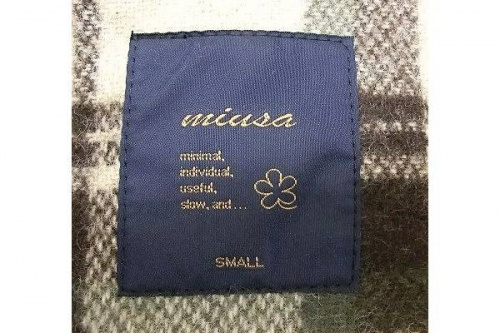 miusa
minimal,
individual,
useful,
slow, and...
SMALL